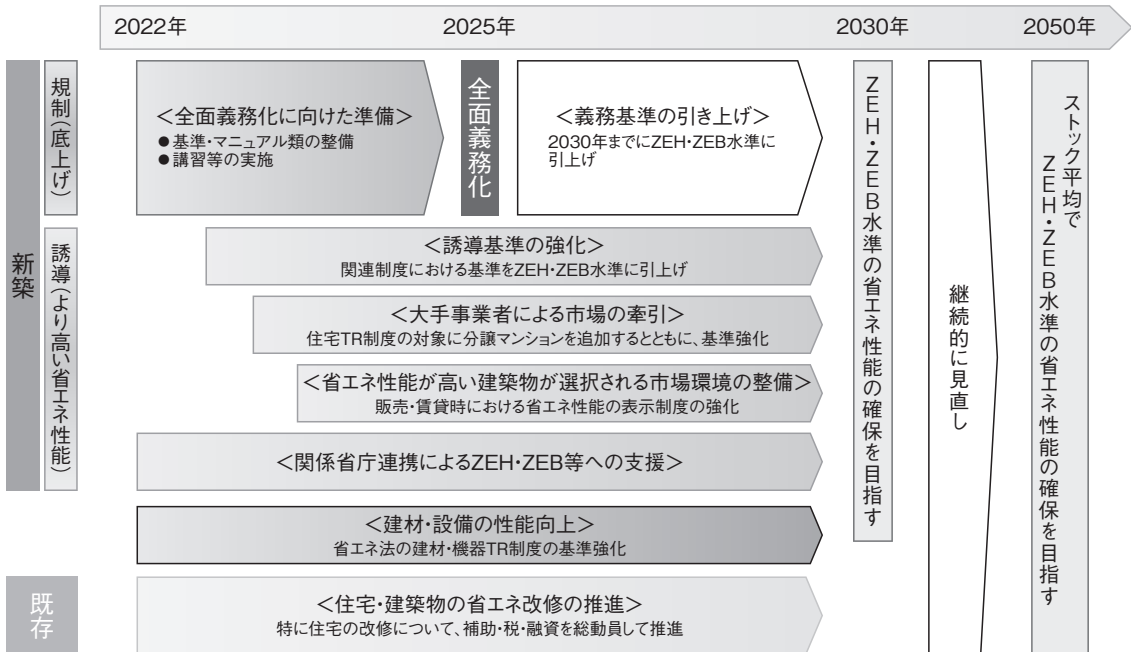 2022年
2025年
2030年
2050年
新築
規制（底上げ）
＜全面義務化に向けた準備＞
●基準・マニュアル類の整備
●講習等の実施
全面義務化
＜義務基準の引き上げ＞
2030年までにZEH・ZEB水準に
引上げ
誘導（より高い省エネ性能）
＜誘導基準の強化＞
関連制度における基準をZEH・ZEB水準に引上げ
＜大手事業者による市場の牽引＞
住宅TR制度の対象に分譲マンションを追加するとともに、基準強化
＜省エネ性能が高い建築物が選択される市場環境の整備＞
販売・賃貸時における省エネ性能の表示制度の強化
＜関係省庁連携によるZEH・ZEB等への支援＞
＜建材・設備の性能向上＞
省エネ法の建材・機器TR制度の基準強化
既存
＜住宅・建築物の省エネ改修の推進＞
特に住宅の改修について、補助・税・融資を総動員して推進
ZEH・ZEB水準の省エネ性能の確保を目指す
継続的に見直し
ストック平均で
ZEH・ZEB水準の省エネ性能の確保を目指す